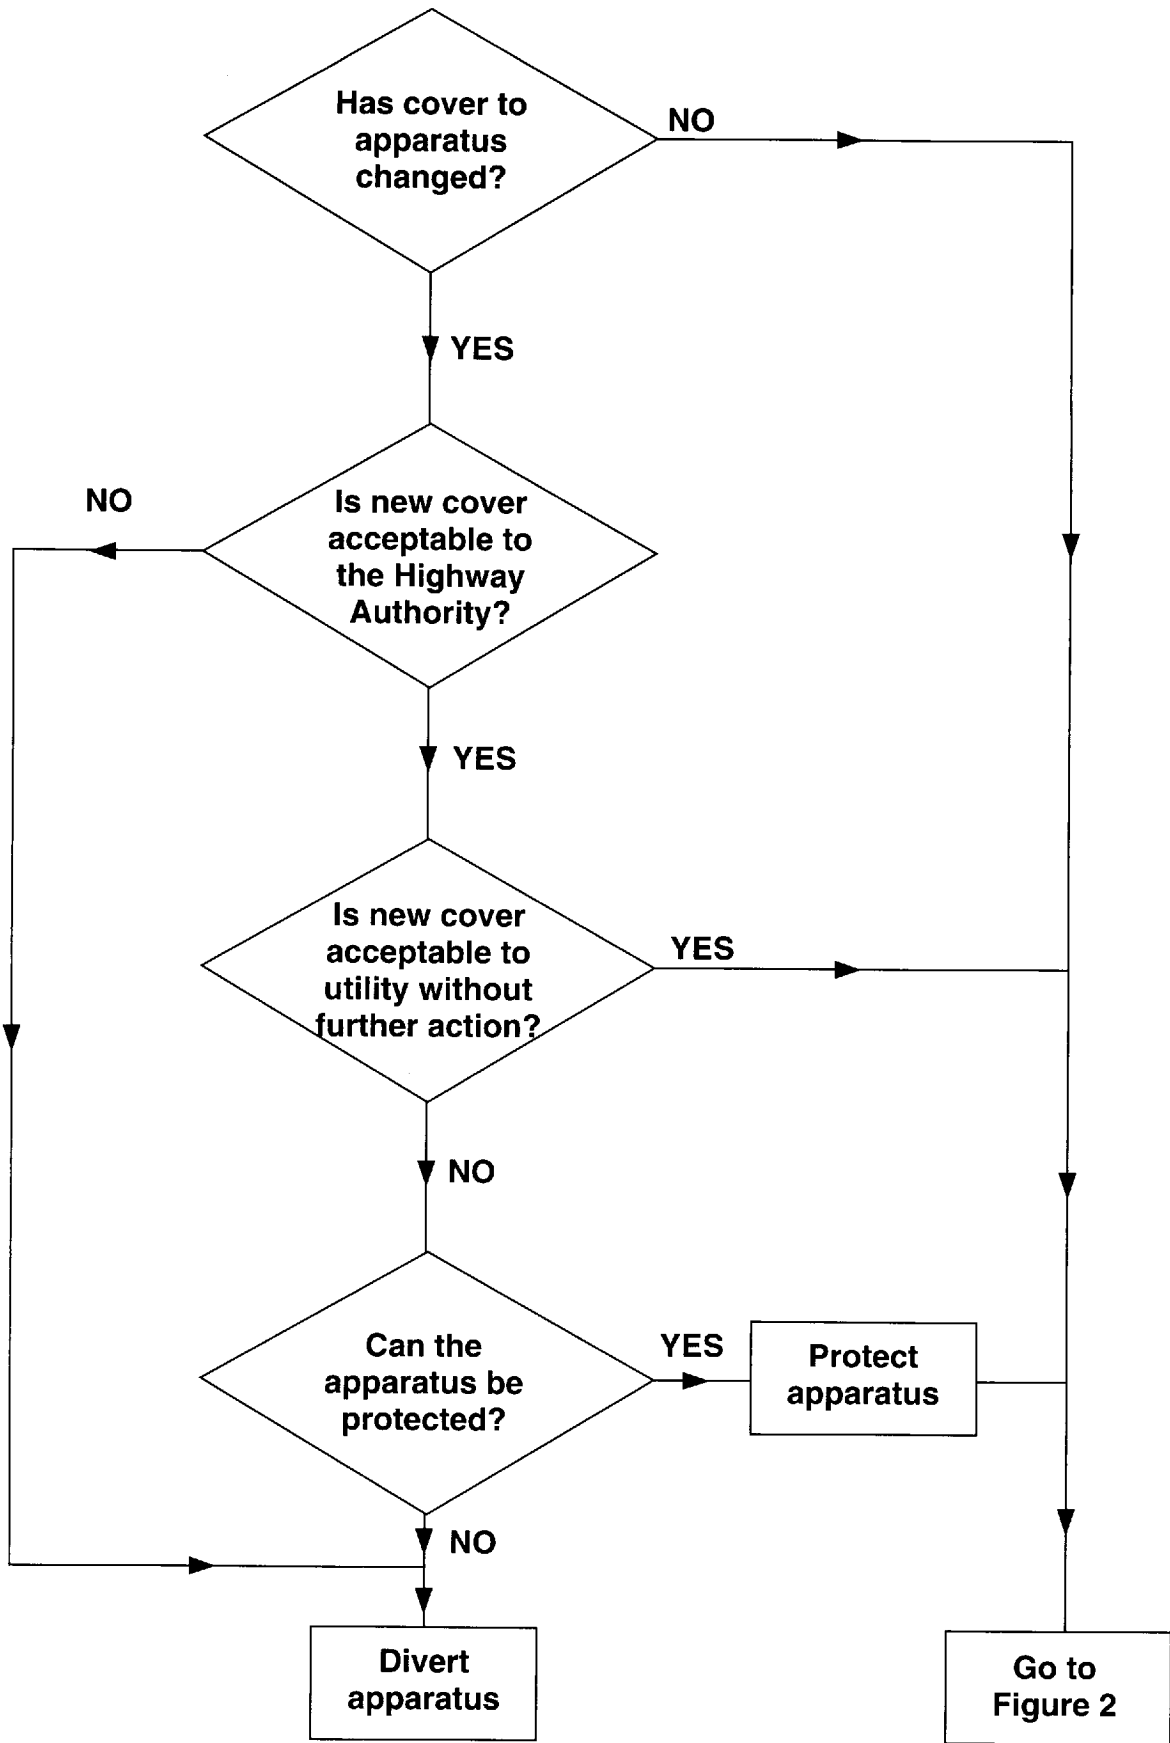 Has cover to
apparatus
changed?
NO
YES
NO
Is new cover
acceptable to
the Highway
Authority?
YES
Is new cover
acceptable to
utility without
further action?
YES
NO
Can the
apparatus be
protected?
YES
Protect
apparatus
NO
Divert
apparatus
Go to
Figure 2